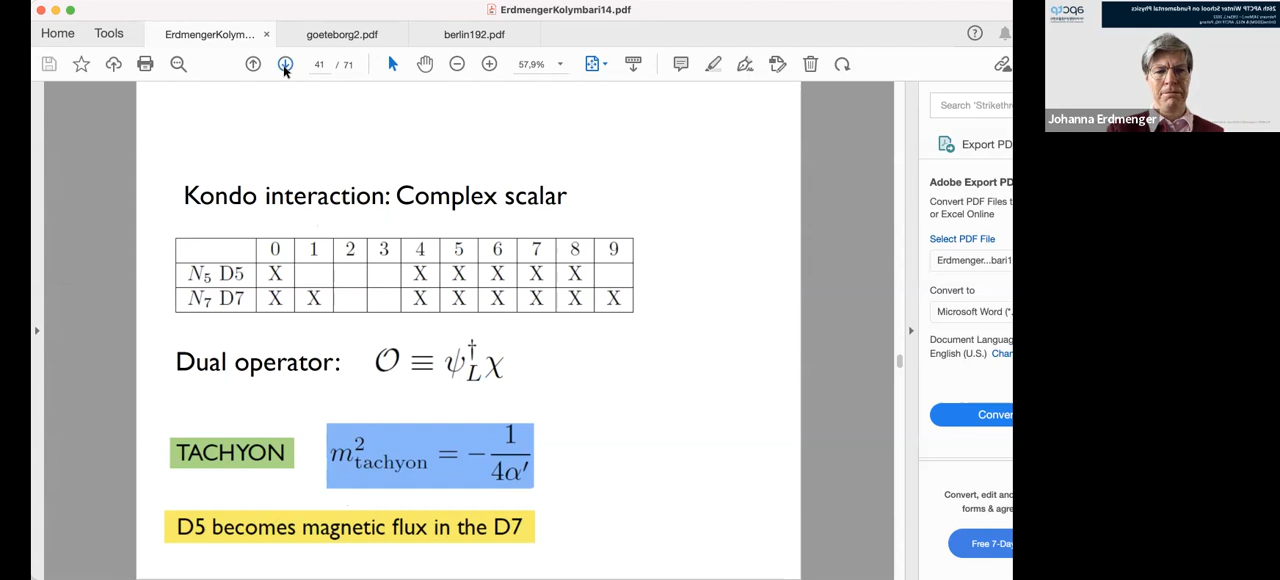 ErdmengerKolymbari14.pdf
Home Tools ErdmengerKolym... × goeteborg2.pdf berlin192.pdf
41 / 71 57,9%
Johanna Erdmenger
Search 'Strikethr
Export PD
Adobe Export PD
Convert PDF Files t
or Excel Online
Select PDF File
Erdmenger...bari1
Convert to
Microsoft Word (*.
Document Languag
English (U.S.) Chan
Conver
Convert, edit and
forms & agre
Free 7-Day
Kondo interaction: Complex scalar
0 1 2 3 4 5 6 7 8 9
N₅ D5 X X X X X X
N₇ D7 X X X X X X X X
Dual operator: 𝒪 ≡ ψ_L^† χ
TACHYON m²_tachyon = −1/(4α′)
D5 becomes magnetic flux in the D7